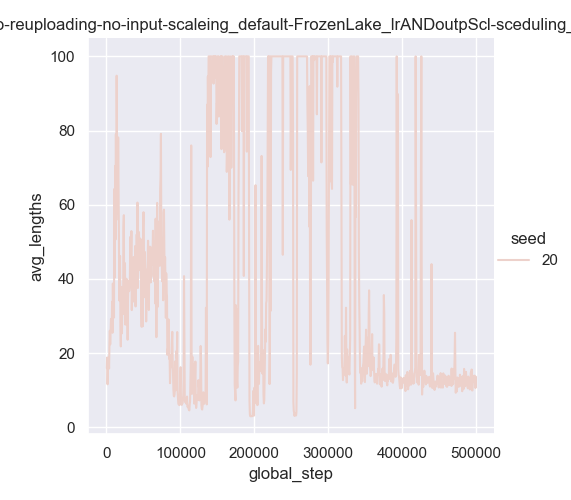 o-reuploading-no-input-scaleing_default-FrozenLake_lrANDoutpScl-sceduling_
100
80
60
40
20
0
avg_lengths
0 100000 200000 300000 400000 500000
global_step
seed
20